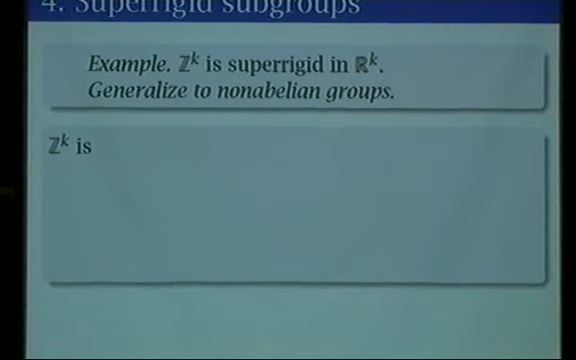 4. Superrigid subgroups
Example. ℤᵏ is superrigid in ℝᵏ.
Generalize to nonabelian groups.
ℤᵏ is